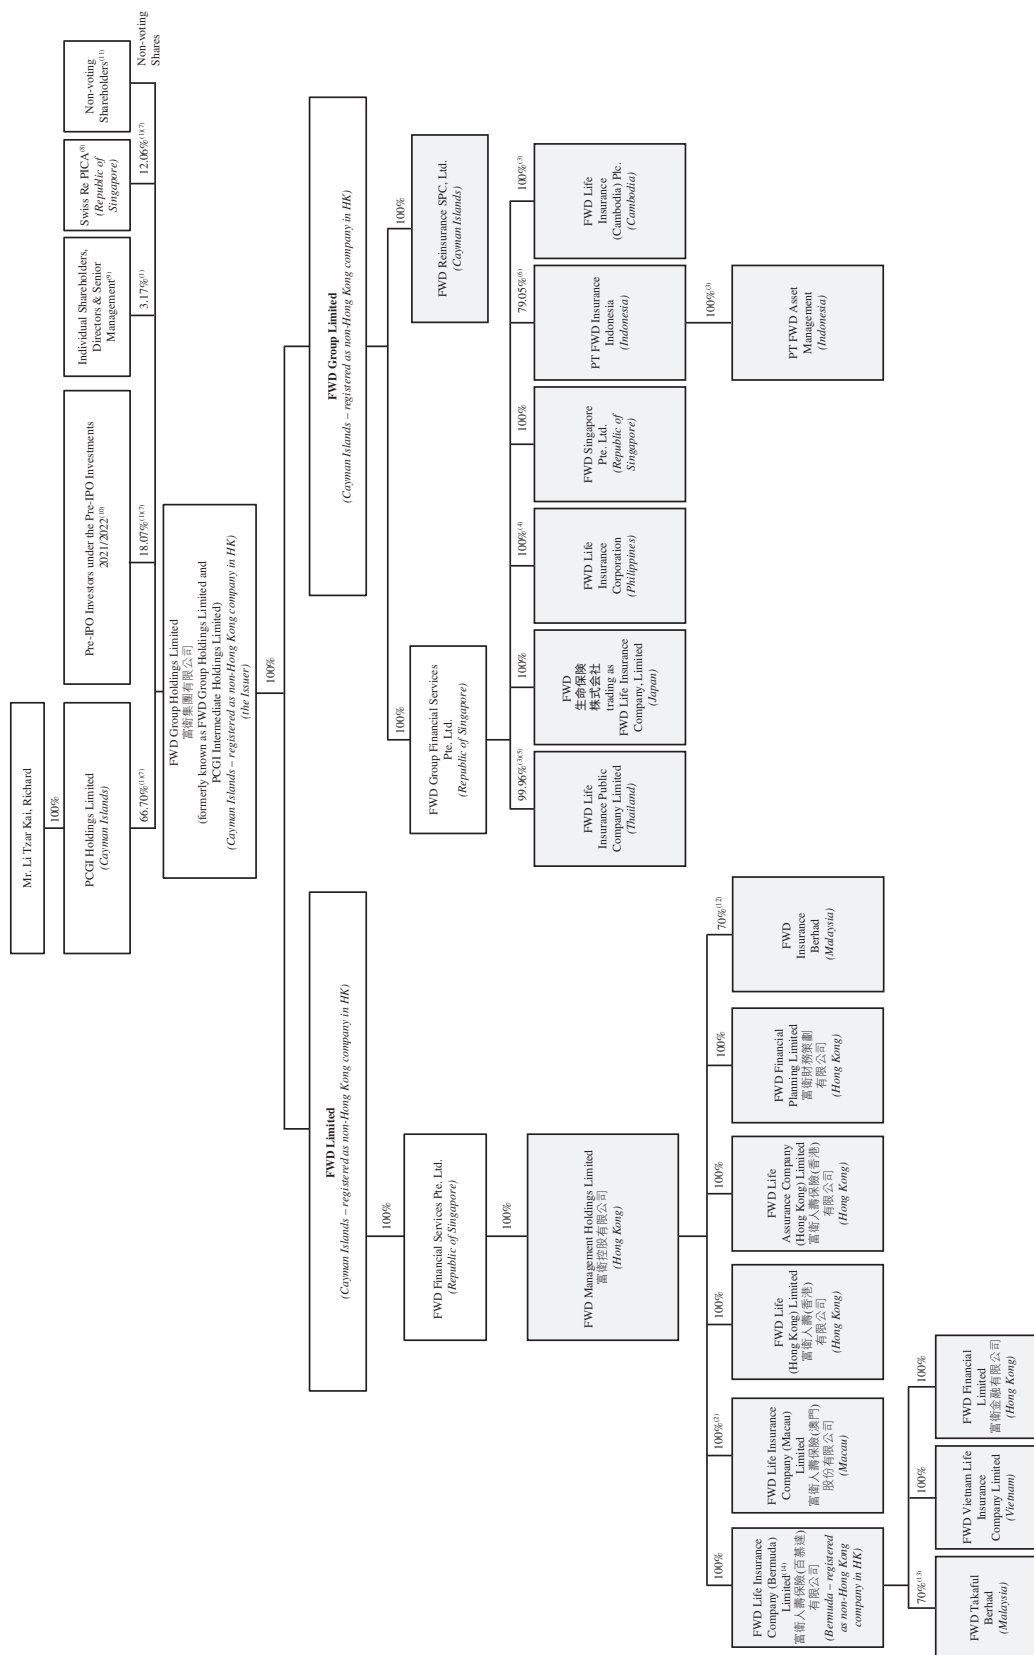 Mr. Li Tzar Kai, Richard
100%
PCGI Holdings Limited
(Cayman Islands)
66.70%(1)(7)
Pre-IPO Investors under the Pre-IPO Investments
2021/2022(10)
18.07%(1)(7)
Individual Shareholders,
Directors & Senior
Management(9)
3.17%(1)
Swiss Re PICA(8)
(Republic of
Singapore)
12.06%(1)(7)
Non-voting
Shareholders(11)
Non-voting
Shares
FWD Group Holdings Limited
富衛集團有限公司
(formerly known as FWD Group Holdings Limited and
PCGI Intermediate Holdings Limited)
(Cayman Islands – registered as non-Hong Kong company in HK)
(the Issuer)
100%
FWD Limited
(Cayman Islands – registered as non-Hong Kong company in HK)
FWD Group Limited
(Cayman Islands – registered as non-Hong Kong company in HK)
100%
FWD Financial Services Pte. Ltd.
(Republic of Singapore)
100%
FWD Group Financial Services
Pte. Ltd.
(Republic of Singapore)
100%
FWD Reinsurance SPC, Ltd.
(Cayman Islands)
100%
FWD Management Holdings Limited
富衛控股有限公司
(Hong Kong)
99.96%(3)(5)
FWD Life
Insurance Public
Company Limited
(Thailand)
100%
FWD
生命保険
株式会社
trading as
FWD Life Insurance
Company, Limited
(Japan)
100%(4)
FWD Life
Insurance
Corporation
(Philippines)
100%
FWD Singapore
Pte. Ltd.
(Republic of
Singapore)
79.05%(6)
PT FWD Insurance
Indonesia
(Indonesia)
100%(3)
FWD Life
Insurance
(Cambodia) Plc.
(Cambodia)
100%
FWD Life Insurance
Company (Bermuda)
Limited(14)
富衛人壽保險(百慕達)
有限公司
(Bermuda – registered
as non-Hong Kong
company in HK)
100%(2)
FWD Life Insurance
Company (Macau)
Limited
富衛人壽保險(澳門)
股份有限公司
(Macau)
100%
FWD Life
(Hong Kong) Limited
富衛人壽(香港)
有限公司
(Hong Kong)
100%
FWD Life
Assurance Company
(Hong Kong) Limited
富衛人壽保險(香港)
有限公司
(Hong Kong)
100%
FWD Financial
Planning Limited
富衛財務策劃
有限公司
(Hong Kong)
70%(12)
FWD
Insurance
Berhad
(Malaysia)
100%(3)
PT FWD Asset
Management
(Indonesia)
70%(13)
FWD Takaful
Berhad
(Malaysia)
100%
FWD Vietnam Life
Insurance
Company Limited
(Vietnam)
100%
FWD Financial
Limited
富衛金融有限公司
(Hong Kong)